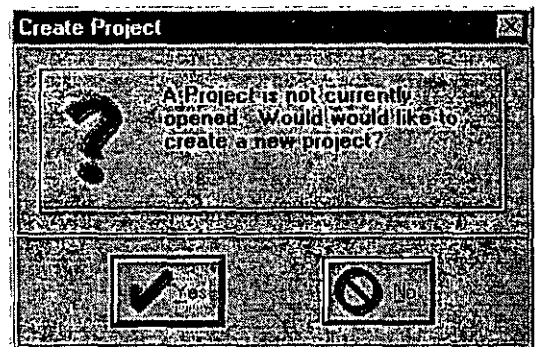 Create Project
A Project is not currently
opened. Would would like to
create a new project?
Yes
No